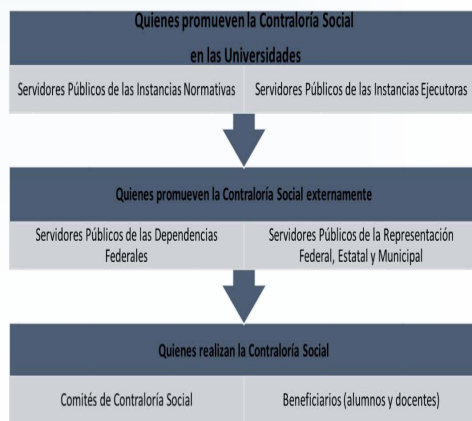 Quienes promueven la Contraloría Social
en las Universidades
Servidores Públicos de las Instancias Normativas
Servidores Públicos de las Instancias Ejecutoras
Quienes promueven la Contraloría Social externamente
Servidores Públicos de las Dependencias
Federales
Servidores Públicos de la Representación
Federal, Estatal y Municipal
Quienes realizan la Contraloría Social
Comités de Contraloría Social
Beneficiarios (alumnos y docentes)